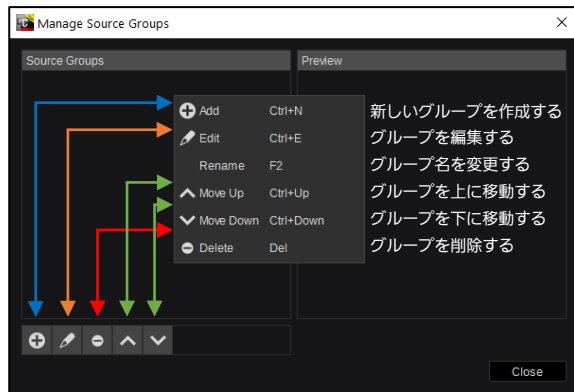 Manage Source Groups
Source Groups Preview
Add Ctrl+N 新しいグループを作成する
Edit Ctrl+E グループを編集する
Rename F2 グループ名を変更する
Move Up Ctrl+Up グループを上に移動する
Move Down Ctrl+Down グループを下に移動する
Delete Del グループを削除する
Close